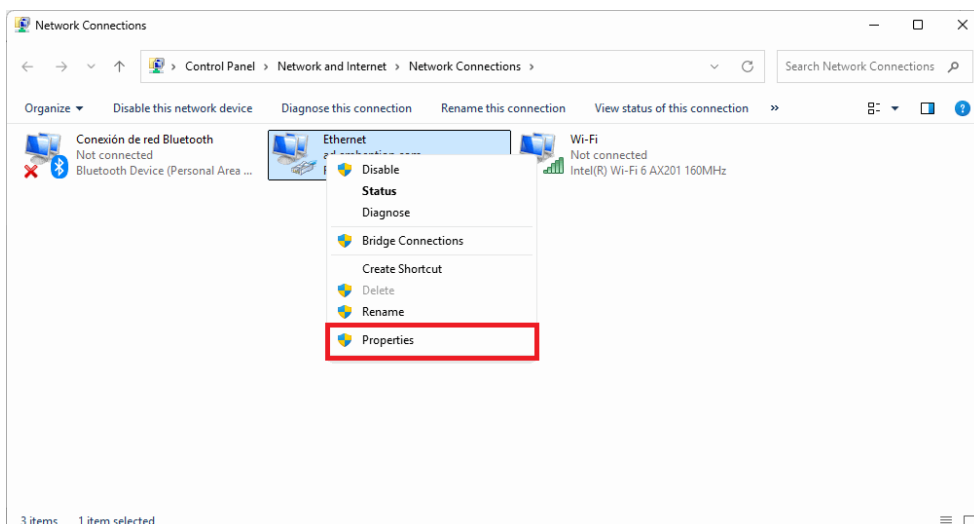 Network Connections
Control Panel > Network and Internet > Network Connections >
Search Network Connections
Organize
Disable this network device
Diagnose this connection
Rename this connection
View status of this connection
»
Conexión de red Bluetooth
Not connected
Bluetooth Device (Personal Area ...
Ethernet
Wi-Fi
Not connected
Intel(R) Wi-Fi 6 AX201 160MHz
Disable
Status
Diagnose
Bridge Connections
Create Shortcut
Delete
Rename
Properties
3 items
1 item selected